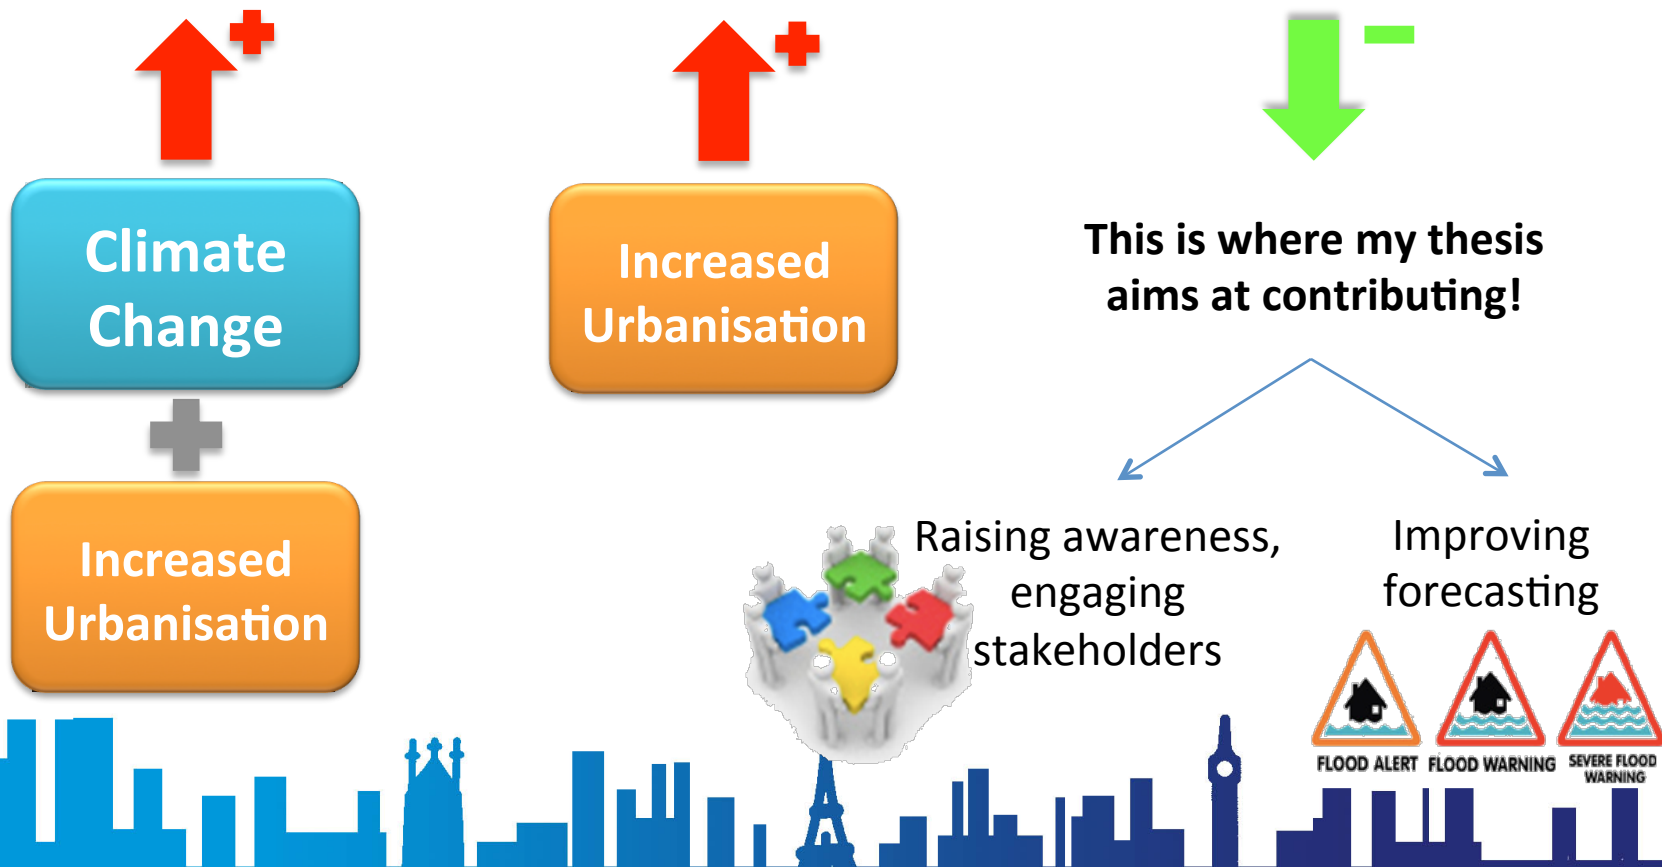 Climate
Change
Increased
Urbanisation
Increased
Urbanisation
This is where my thesis
aims at contributing!
Raising awareness,
engaging
stakeholders
Improving
forecasting
FLOOD ALERT
FLOOD WARNING
SEVERE FLOOD
WARNING